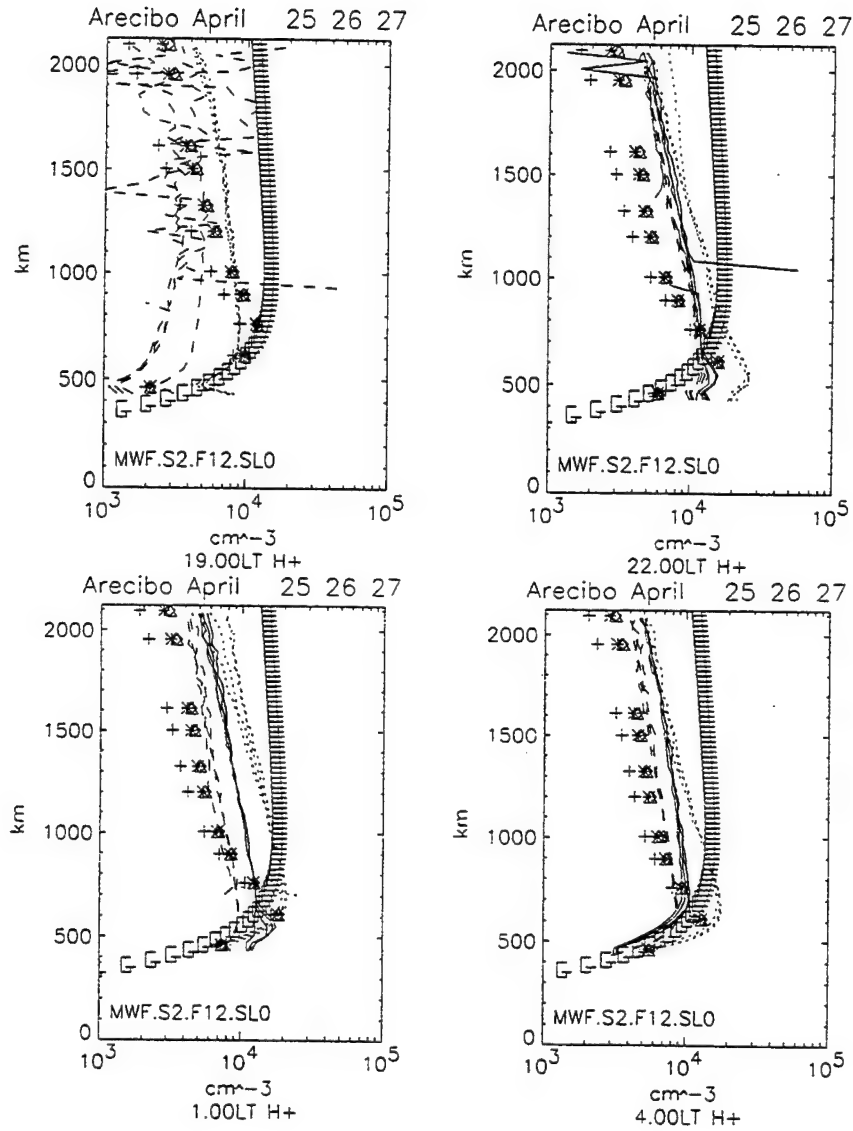 Arecibo April 25 26 27
2000
1500
1000
500
0
km
MWF.S2.F12.SL0
10^3 10^4 10^5
cm^-3
19.00LT H+
Arecibo April 25 26 27
2000
1500
1000
500
0
km
MWF.S2.F12.SL0
10^3 10^4 10^5
cm^-3
22.00LT H+
Arecibo April 25 26 27
2000
1500
1000
500
0
km
MWF.S2.F12.SL0
10^3 10^4 10^5
cm^-3
1.00LT H+
Arecibo April 25 26 27
2000
1500
1000
500
0
km
MWF.S2.F12.SL0
10^3 10^4 10^5
cm^-3
4.00LT H+